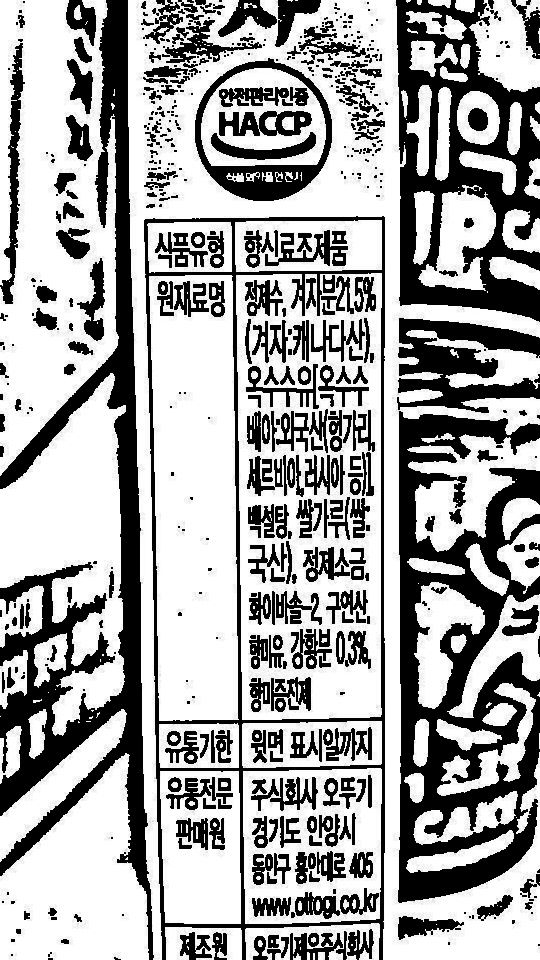 자
안전관리인증
HACCP
식품의약품안전처
식품유형 향신료조제품
원재료명 정제수, 겨자분21.5%
(겨자:캐나다산),
옥수수유[옥수수
배아:외국산(헝가리,
세르비아,러시아 등)],
백설탕, 쌀가루(쌀:
국산), 정제소금,
화이비솔-2, 구연산,
향미유, 강황분 0.3%,
향미증진제
유통기한 윗면 표시일까지
유통전문 주식회사 오뚜기
판매원 경기도 안양시
동안구 흥안대로 405
www.ottogi.co.kr
제조원 오뚜기제유주식회사
CAKE